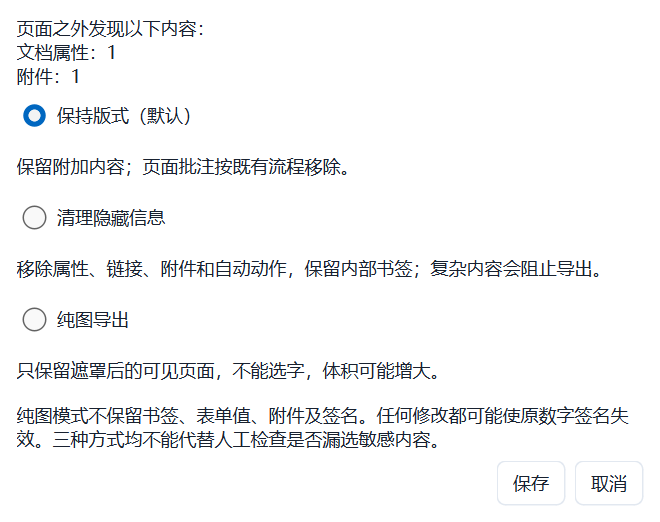 页面之外发现以下内容：
文档属性：1
附件：1
保持版式（默认）
保留附加内容；页面批注按既有流程移除。
清理隐藏信息
移除属性、链接、附件和自动动作，保留内部书签；复杂内容会阻止导出。
纯图导出
只保留遮罩后的可见页面，不能选字，体积可能增大。
纯图模式不保留书签、表单值、附件及签名。任何修改都可能使原数字签名失
效。三种方式均不能代替人工检查是否漏选敏感内容。
保存
取消